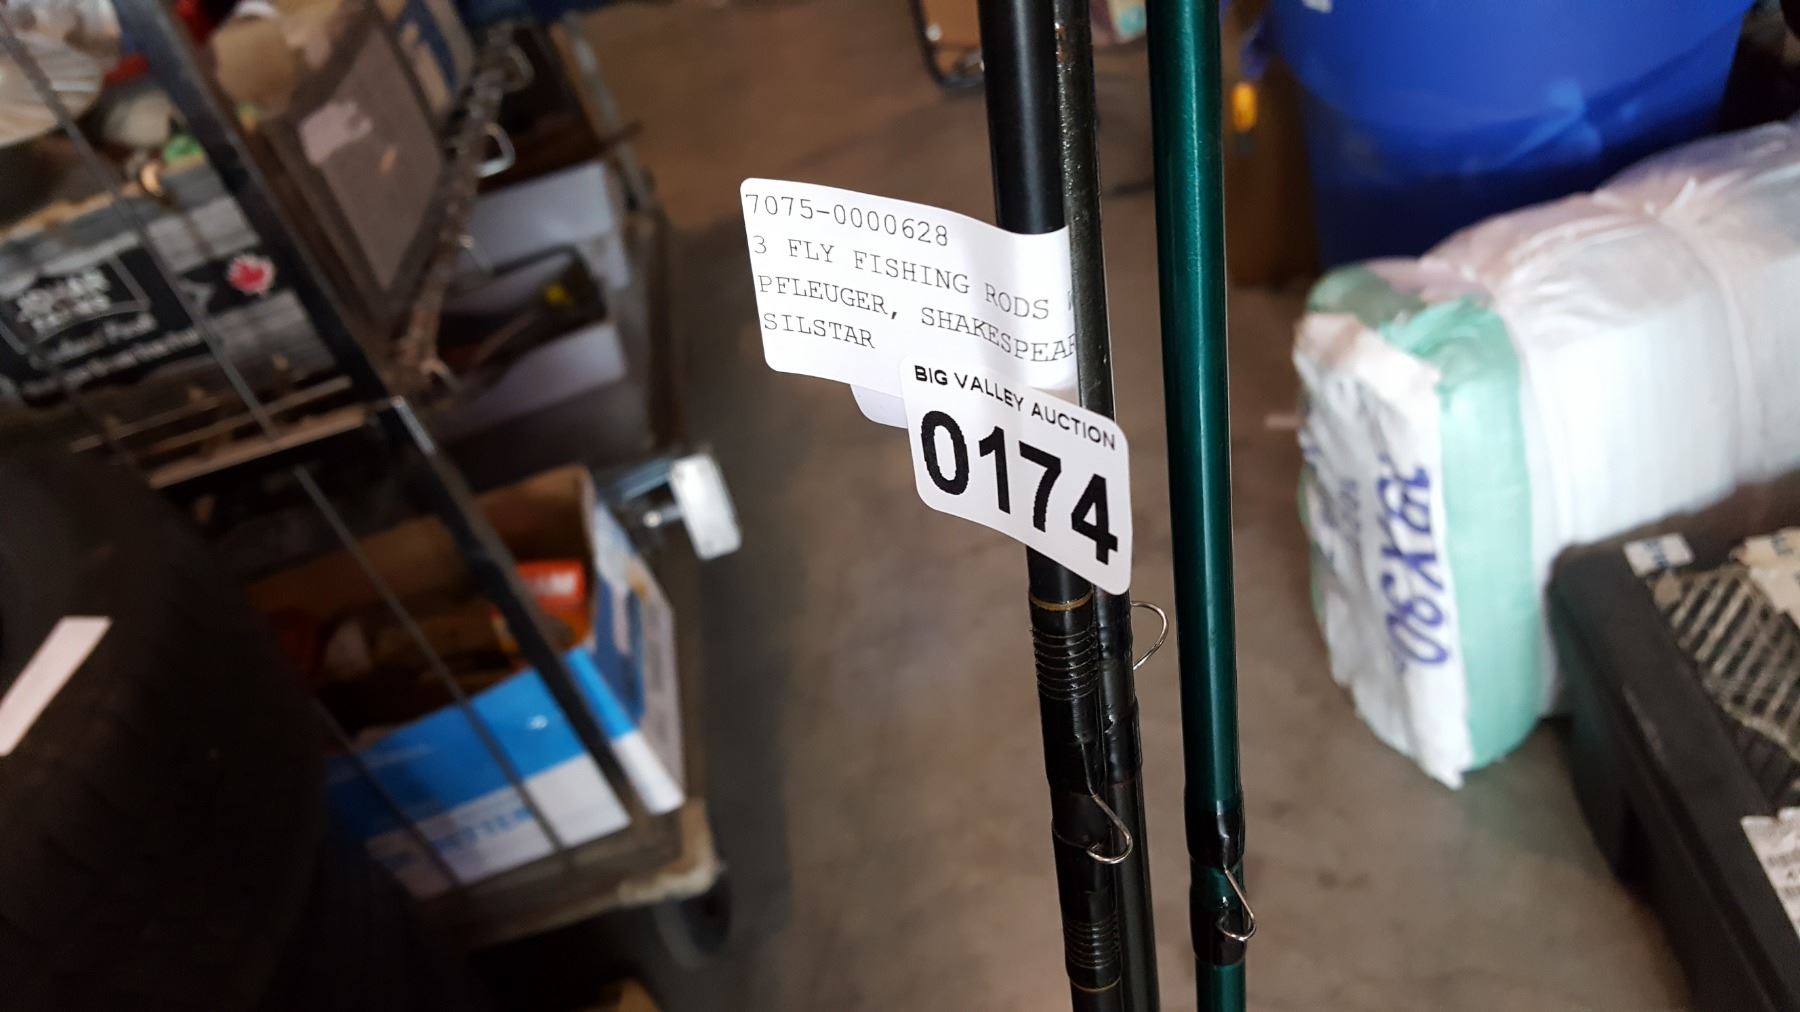 7075-0000628
3 FLY FISHING RODS
PFLEUGER, SHAKESPEAR
SILSTAR
BIG VALLEY AUCTION
0174